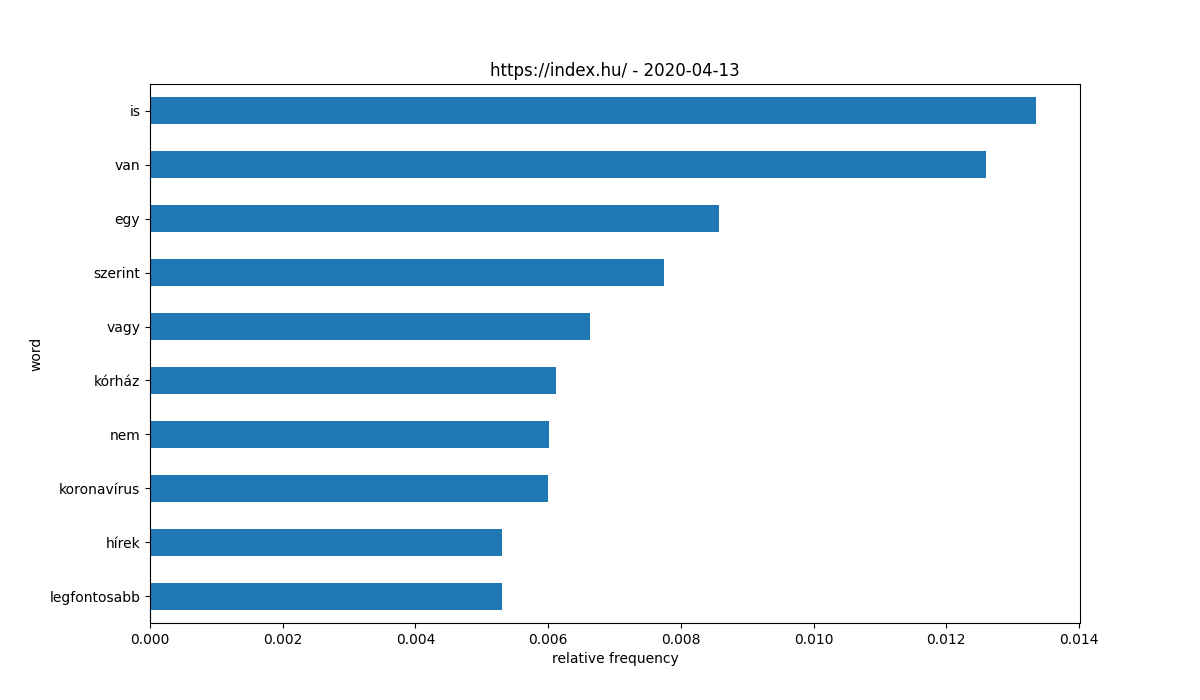 https://index.hu/ - 2020-04-13
is
van
egy
szerint
vagy
kórház
nem
koronavírus
hírek
legfontosabb
word
0.000 0.002 0.004 0.006 0.008 0.010 0.012 0.014
relative frequency